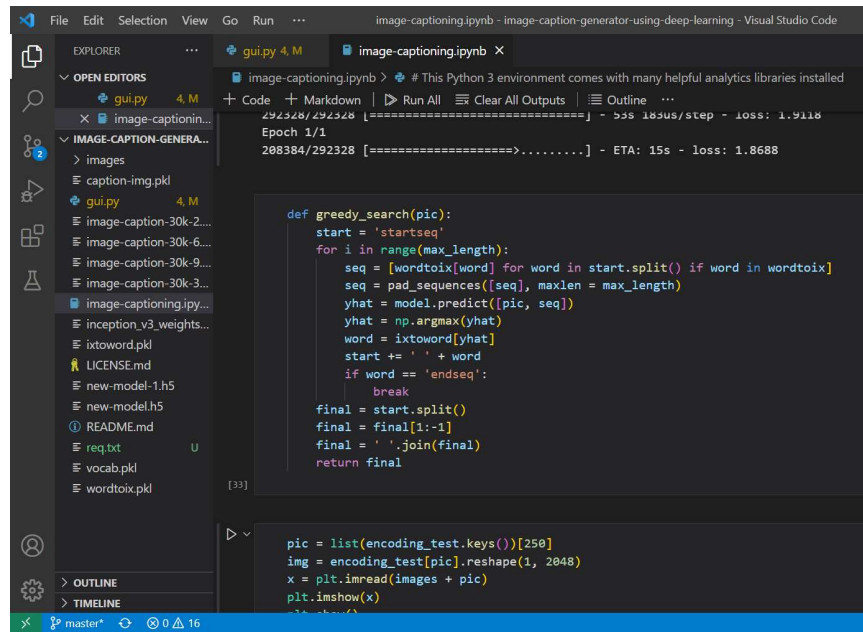 File Edit Selection View Go Run ··· image-captioning.ipynb - image-caption-generator-using-deep-learning - Visual Studio Code
EXPLORER ···
OPEN EDITORS
gui.py 4, M
image-captionin...
IMAGE-CAPTION-GENERA...
images
caption-img.pkl
gui.py 4, M
image-caption-30k-2....
image-caption-30k-6....
image-caption-30k-9....
image-caption-30k-3...
image-captioning.ipy...
inception_v3_weights...
ixtoword.pkl
LICENSE.md
new-model-1.h5
new-model.h5
README.md
req.txt U
vocab.pkl
wordtoix.pkl
OUTLINE
TIMELINE
2
gui.py 4, M image-captioning.ipynb
image-captioning.ipynb > # This Python 3 environment comes with many helpful analytics libraries installed
+ Code + Markdown | Run All Clear All Outputs | Outline ···
292328/292328 [==============================] - 53s 183us/step - loss: 1.9118
Epoch 1/1
208384/292328 [====================>.........] - ETA: 15s - loss: 1.8688
def greedy_search(pic):
    start = 'startseq'
    for i in range(max_length):
        seq = [wordtoix[word] for word in start.split() if word in wordtoix]
        seq = pad_sequences([seq], maxlen = max_length)
        yhat = model.predict([pic, seq])
        yhat = np.argmax(yhat)
        word = ixtoword[yhat]
        start += ' ' + word
        if word == 'endseq':
            break
    final = start.split()
    final = final[1:-1]
    final = ' '.join(final)
    return final
[33]
pic = list(encoding_test.keys())[250]
img = encoding_test[pic].reshape(1, 2048)
x = plt.imread(images + pic)
plt.imshow(x)
master* 0 16